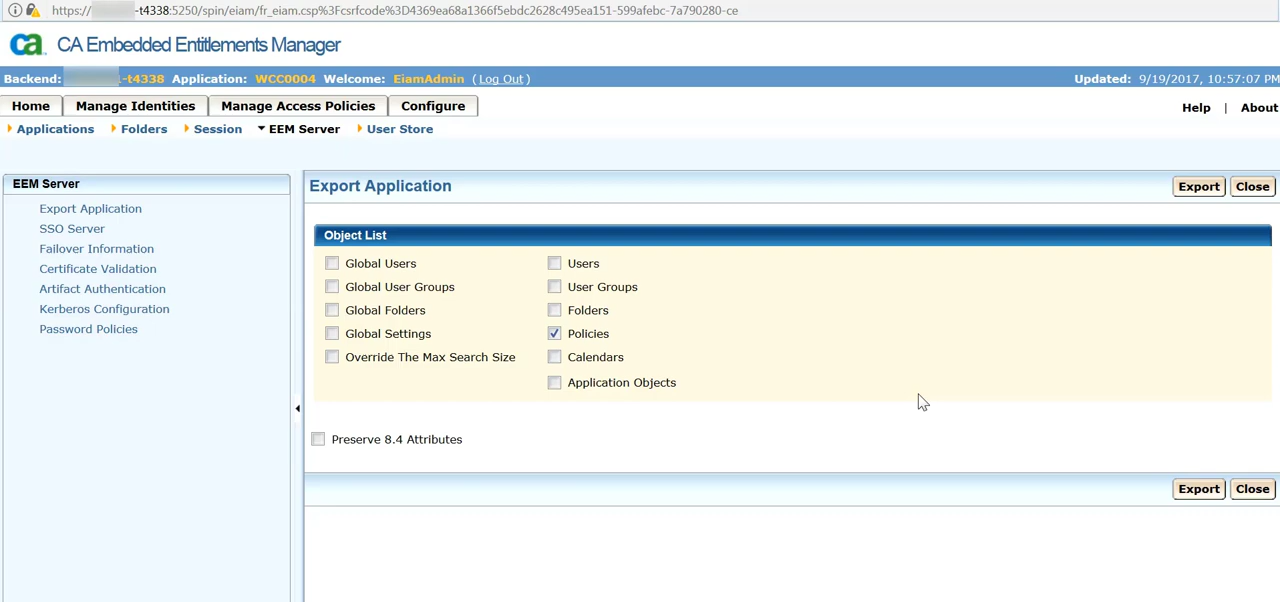 https://-t4338:5250/spin/eiam/fr_eiam.csp%3Fcsrfcode%3D4369ea68a1366f5ebdc2628c495ea151-599afebc-7a790280-ce
ca CA Embedded Entitlements Manager
Backend: -t4338 Application: WCC0004 Welcome: EiamAdmin (Log Out) Updated: 9/19/2017, 10:57:07 PM
Home Manage Identities Manage Access Policies Configure Help | About
Applications Folders Session EEM Server User Store
EEM Server
Export Application
SSO Server
Failover Information
Certificate Validation
Artifact Authentication
Kerberos Configuration
Password Policies
Export Application Export Close
Object List
Global Users Users
Global User Groups User Groups
Global Folders Folders
Global Settings Policies
Override The Max Search Size Calendars
Application Objects
Preserve 8.4 Attributes
Export Close